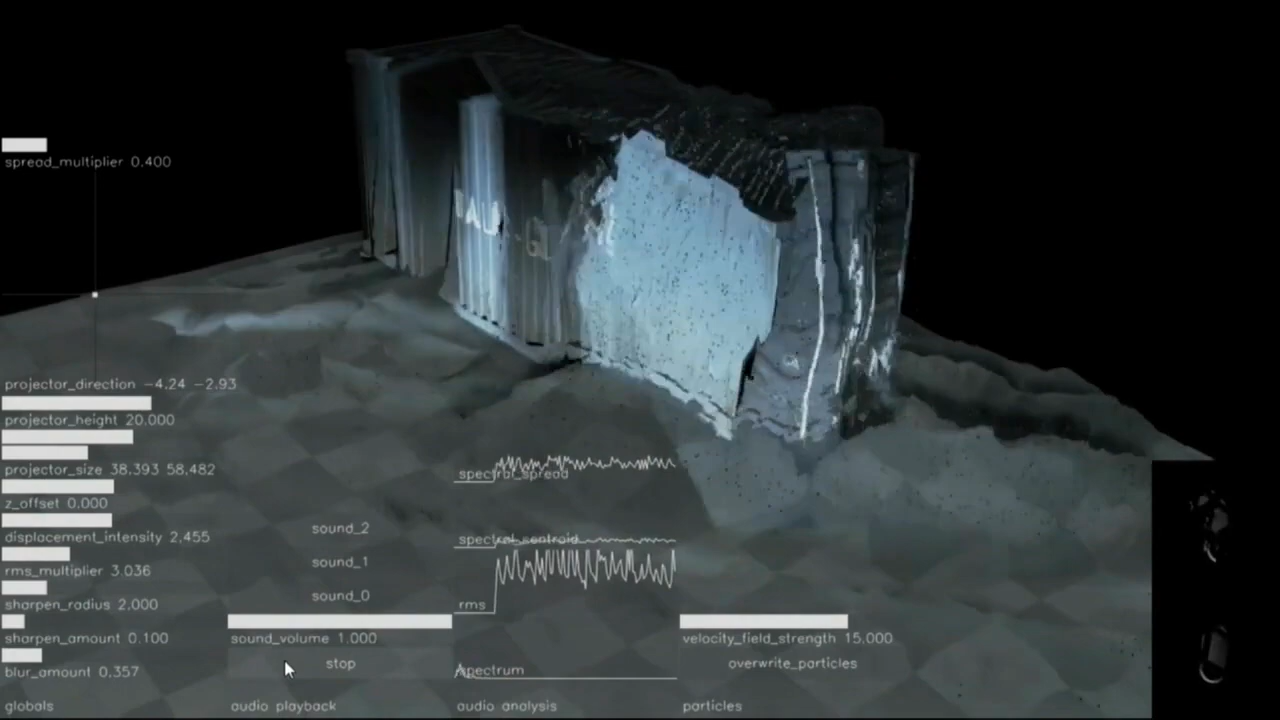 spread_multiplier 0.400
projector_direction -4.24 -2.93
projector_height 20.000
projector_size 38.393 58.482
z_offset 0.000
displacement_intensity 2.455
rms_multiplier 3.036
sharpen_radius 2.000
sharpen_amount 0.100
blur_amount 0.357
globals
sound_2
sound_1
sound_0
sound_volume 1.000
stop
audio playback
spectral_spread
spectral_sentroid
rms
spectrum
audio analysis
velocity_field_strength 15.000
overwrite_particles
particles